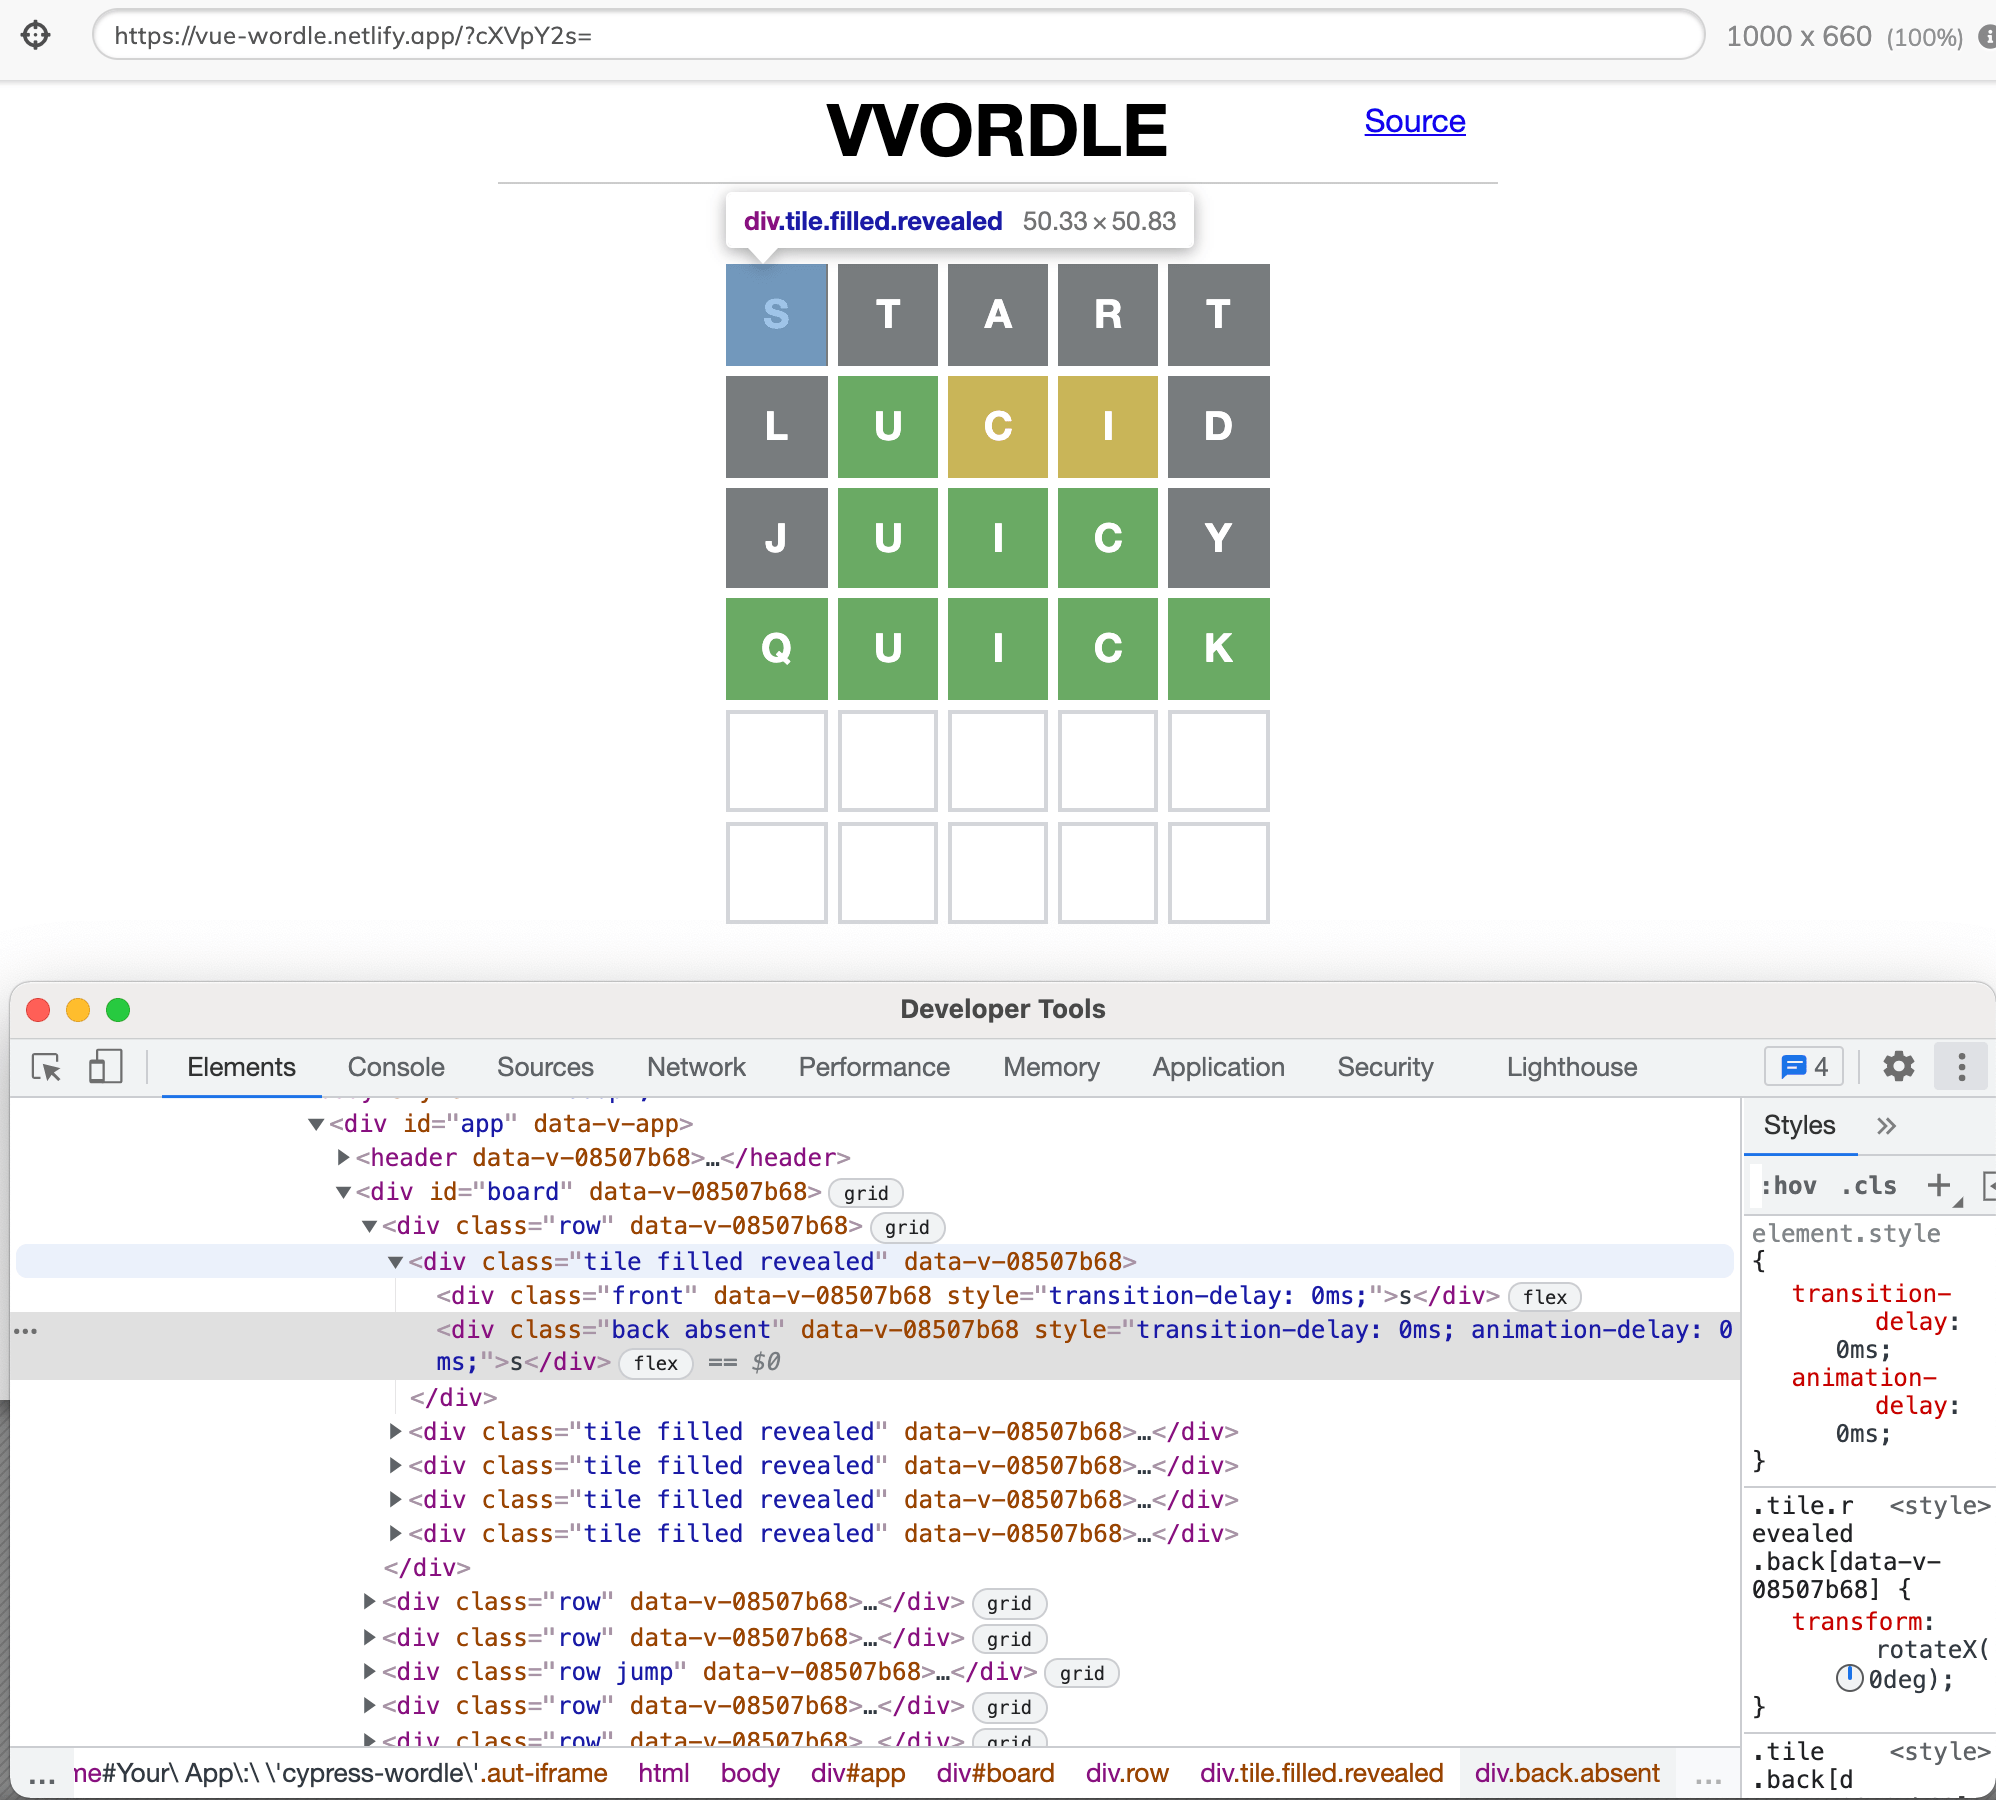 https://vue-wordle.netlify.app/?cXVpY2s=
1000 x 660 (100%)
VVORDLE
Source
div.tile.filled.revealed 50.33 × 50.83
S T A R T
L U C I D
J U I C Y
Q U I C K
Developer Tools
Elements Console Sources Network Performance Memory Application Security Lighthouse 4
<div id="app" data-v-app>
<header data-v-08507b68>…</header>
<div id="board" data-v-08507b68> grid
<div class="row" data-v-08507b68> grid
<div class="tile filled revealed" data-v-08507b68>
<div class="front" data-v-08507b68 style="transition-delay: 0ms;">s</div> flex
… <div class="back absent" data-v-08507b68 style="transition-delay: 0ms; animation-delay: 0
ms;">s</div> flex == $0
</div>
<div class="tile filled revealed" data-v-08507b68>…</div>
<div class="tile filled revealed" data-v-08507b68>…</div>
<div class="tile filled revealed" data-v-08507b68>…</div>
<div class="tile filled revealed" data-v-08507b68>…</div>
</div>
<div class="row" data-v-08507b68>…</div> grid
<div class="row" data-v-08507b68>…</div> grid
<div class="row jump" data-v-08507b68>…</div> grid
<div class="row" data-v-08507b68>…</div> grid
<div class="row" data-v-08507b68>…</div> grid
Styles »
:hov .cls +
element.style
{
transition-
delay:
0ms;
animation-
delay:
0ms;
}
.tile.r <style>
evealed
.back[data-v-
08507b68] {
transform:
rotateX(
0deg);
}
.tile <style>
.back[d
… me#Your\ App\:\ \'cypress-wordle\'.aut-iframe html body div#app div#board div.row div.tile.filled.revealed div.back.absent …